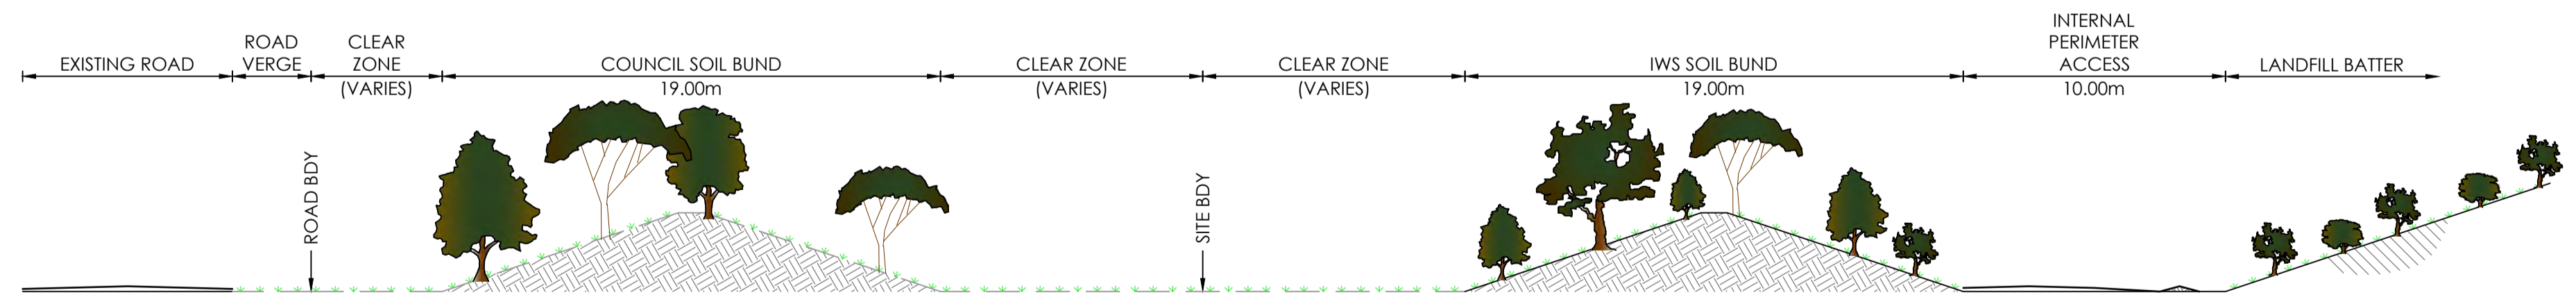 EXISTING ROAD
ROAD
VERGE
CLEAR
ZONE
(VARIES)
COUNCIL SOIL BUND
19.00m
CLEAR ZONE
(VARIES)
CLEAR ZONE
(VARIES)
IWS SOIL BUND
19.00m
INTERNAL
PERIMETER
ACCESS
10.00m
LANDFILL BATTER
ROAD BDY
SITE BDY